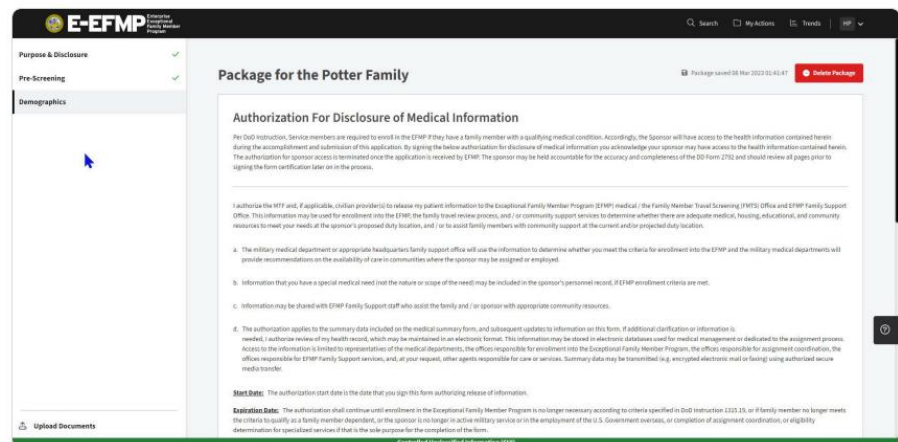 E-EFMP Enterprise Exceptional Family Member Program
Search My Actions Trends HP
Purpose & Disclosure
Pre-Screening
Demographics
Upload Documents
Package for the Potter Family
Package saved 08 Mar 2023 01:41:47
Delete Package
Authorization For Disclosure of Medical Information
Per DoD Instruction, Service members are required to enroll in the EFMP if they have a family member with a qualifying medical condition. Accordingly, the Sponsor will have access to the health information contained herein
during the accomplishment and submission of this application. By signing the below authorization for disclosure of medical information you acknowledge your sponsor may have access to the health information contained herein.
The authorization for sponsor access is terminated once the application is received by EFMP. The sponsor may be held accountable for the accuracy and completeness of the DD Form 2792 and should review all pages prior to
signing the form certification later on in the process.
I authorize the MTF and, if applicable, civilian provider(s) to release my patient information to the Exceptional Family Member Program (EFMP) medical / the Family Member Travel Screening (FMTS) Office and EFMP Family Support
Office. This information may be used for enrollment into the EFMP, the family travel review process, and / or community support services to determine whether there are adequate medical, housing, educational, and community
resources to meet your needs at the sponsor's proposed duty location, and / or to assist family members with community support at the current and/or projected duty location.
a. The military medical department or appropriate headquarters family support office will use the information to determine whether you meet the criteria for enrollment into the EFMP and the military medical departments will
provide recommendations on the availability of care in communities where the sponsor may be assigned or employed.
b. Information that you have a special medical need (not the nature or scope of the need) may be included in the sponsor's personnel record, if EFMP enrollment criteria are met.
c. Information may be shared with EFMP Family Support staff who assist the family and / or sponsor with appropriate community resources.
d. The authorization applies to the summary data included on the medical summary form, and subsequent updates to information on this form. If additional clarification or information is
needed, I authorize review of my health record, which may be maintained in an electronic format. This information may be stored in electronic databases used for medical management or dedicated to the assignment process.
Access to the information is limited to representatives of the medical departments, the offices responsible for enrollment into the Exceptional Family Member Program, the offices responsible for assignment coordination, the
offices responsible for EFMP Family Support services, and, at your request, other agents responsible for care or services. Summary data may be transmitted (e.g. encrypted electronic mail or faxing) using authorized secure
media transfer.
Start Date: The authorization start date is the date that you sign this form authorizing release of information.
Expiration Date: The authorization shall continue until enrollment in the Exceptional Family Member Program is no longer necessary according to criteria specified in DoD Instruction 1315.19, or if family member no longer meets
the criteria to qualify as a family member dependent, or the sponsor is no longer in active military service or in the employment of the U.S. Government overseas, or completion of assignment coordination, or eligibility
determination for specialized services if that is the sole purpose for the completion of the form.